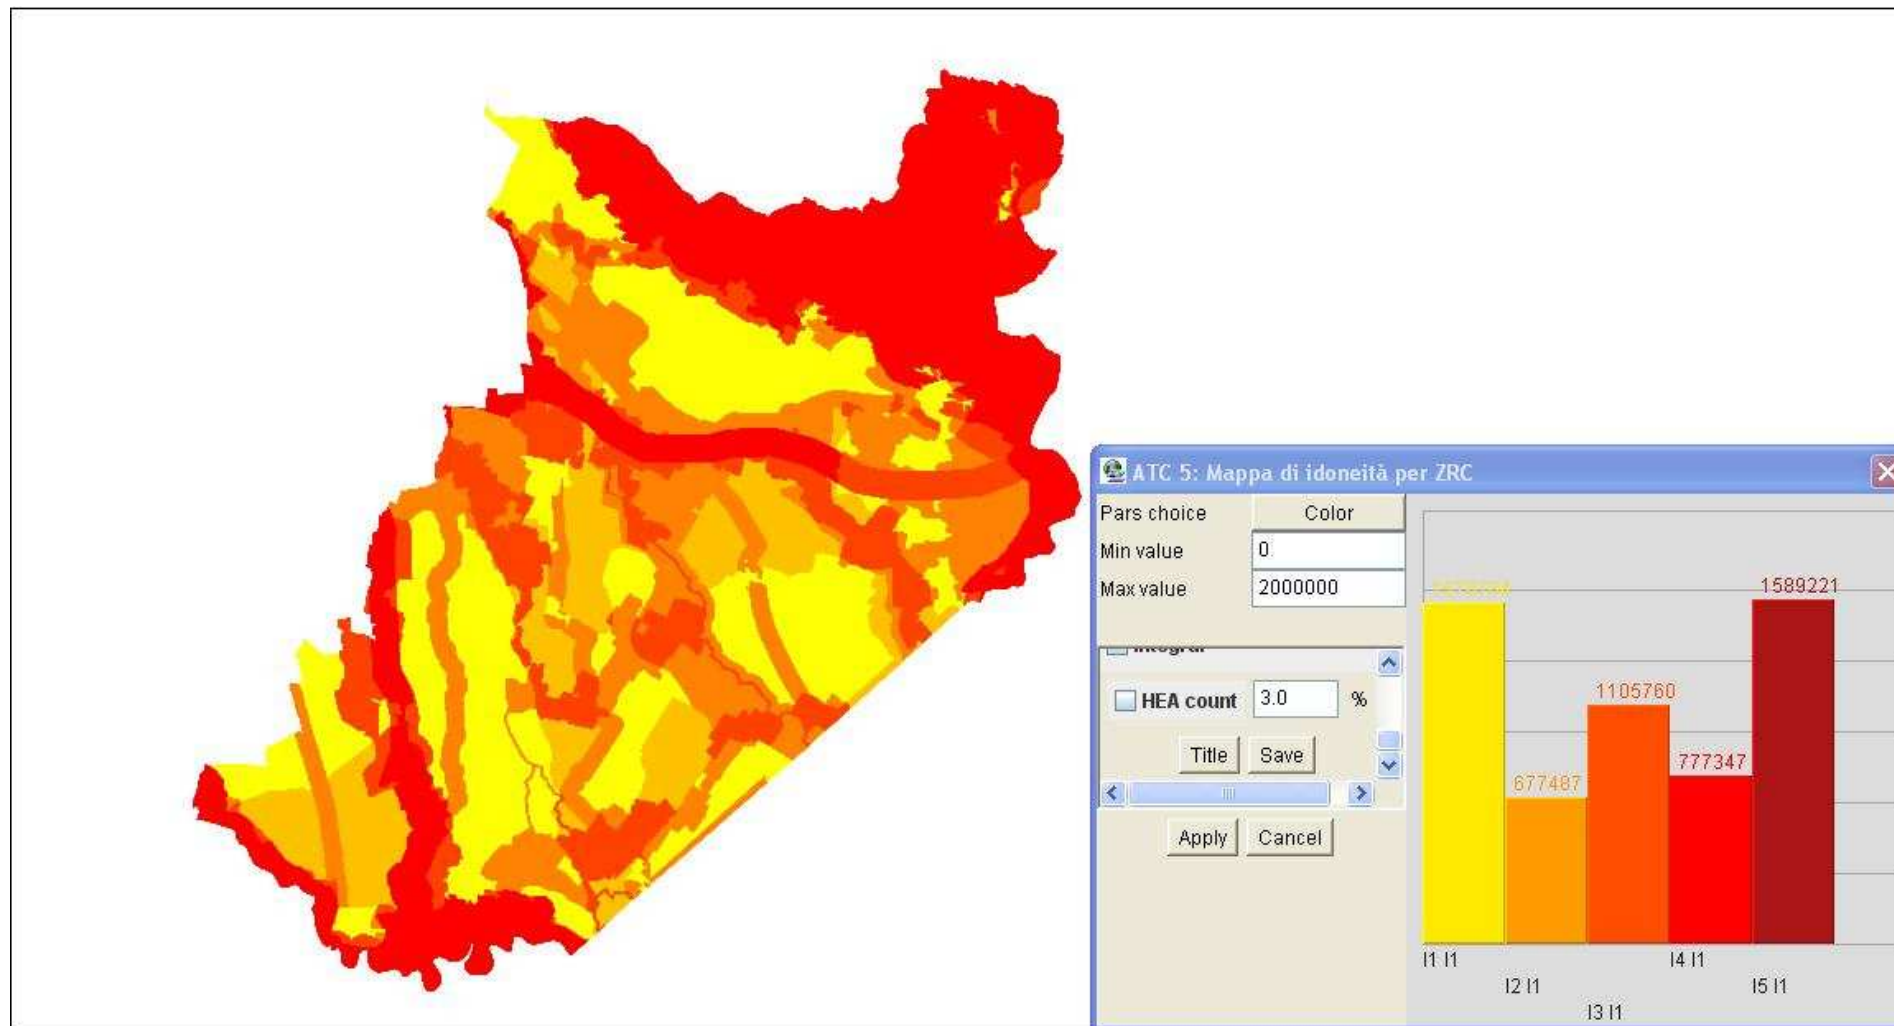 ATC 5: Mappa di idoneità per ZRC
Pars choice
Color
Min value
0
Max value
2000000
HEA count
3.0
%
Title
Save
Apply
Cancel
1589221
1105760
777347
677487
I1 I1
I4 I1
I2 I1
I5 I1
I3 I1